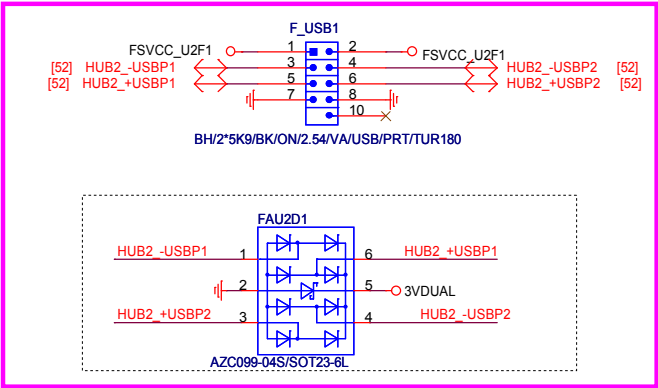 F_USB1
FSVCC_U2F1 1 2 FSVCC_U2F1
[52] HUB2_-USBP1 3 4 HUB2_-USBP2 [52]
[52] HUB2_+USBP1 5 6 HUB2_+USBP2 [52]
7 8
10
BH/2*5K9/BK/ON/2.54/VA/USB/PRT/TUR180
FAU2D1
HUB2_-USBP1 1 6 HUB2_+USBP1
2 5 3VDUAL
HUB2_+USBP2 3 4 HUB2_-USBP2
AZC099-04S/SOT23-6L